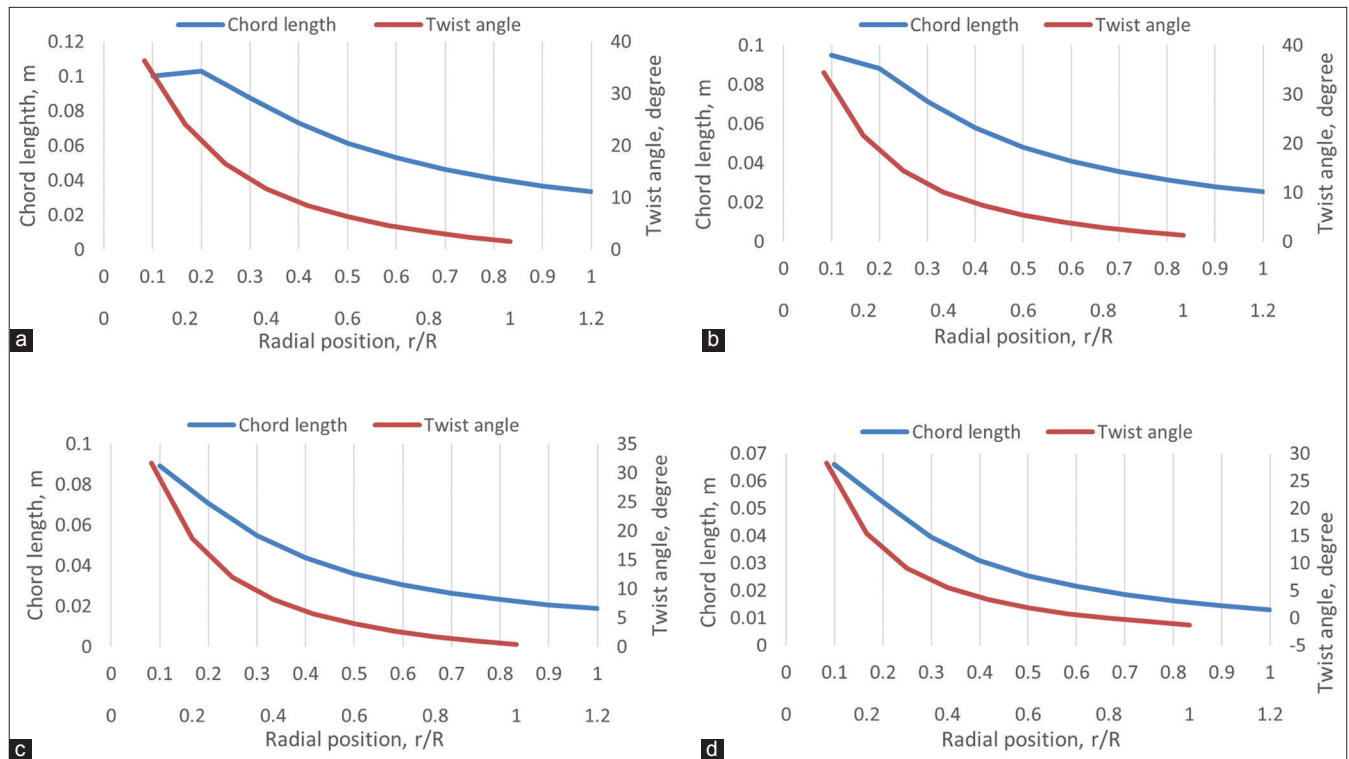 Chord length Twist angle
0.12 40
0.1
30
0.08
0.06 20
0.04
10
0.02
0 0
Chord lenghth, m
Twist angle, degree
0 0.1 0.2 0.3 0.4 0.5 0.6 0.7 0.8 0.9 1
0 0.2 0.4 0.6 0.8 1 1.2
Radial position, r/R
a
Chord length Twist angle
0.1 40
0.08
30
0.06
20
0.04
0.02 10
0 0
Chord length, m
Twist angle, degree
0 0.1 0.2 0.3 0.4 0.5 0.6 0.7 0.8 0.9 1
0 0.2 0.4 0.6 0.8 1 1.2
Radial position, r/R
b
Chord length Twist angle
0.1 35
30
0.08
25
0.06
20
0.04
15
10
0.02
5
0 0
Chord length, m
Twist angle, degree
0 0.1 0.2 0.3 0.4 0.5 0.6 0.7 0.8 0.9 1
0 0.2 0.4 0.6 0.8 1 1.2
Radial position, r/R
c
Chord length Twist angle
0.07 30
0.06 25
0.05 20
0.04 15
0.03 10
0.02 5
0.01 0
0 -5
Chord length, m
Twist angle, degree
0 0.1 0.2 0.3 0.4 0.5 0.6 0.7 0.8 0.9 1
0 0.2 0.4 0.6 0.8 1 1.2
Radial position, r/R
d